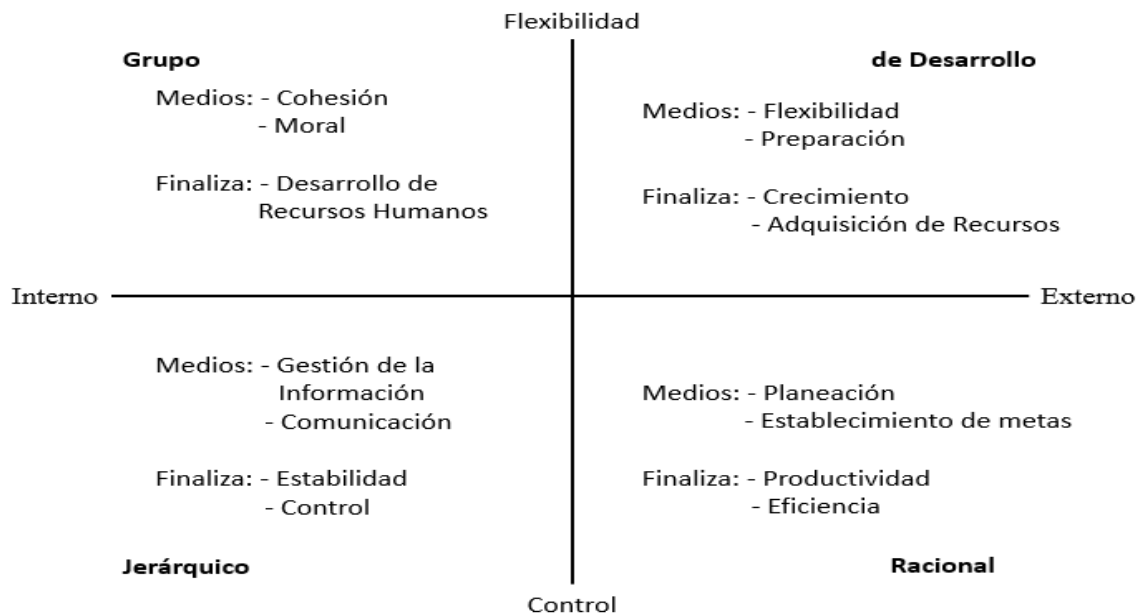 Flexibilidad
Grupo
Medios: - Cohesión
- Moral
Finaliza: - Desarrollo de
Recursos Humanos
de Desarrollo
Medios: - Flexibilidad
- Preparación
Finaliza: - Crecimiento
- Adquisición de Recursos
Interno
Externo
Medios: - Gestión de la
Información
- Comunicación
Finaliza: - Estabilidad
- Control
Jerárquico
Medios: - Planeación
- Establecimiento de metas
Finaliza: - Productividad
- Eficiencia
Racional
Control